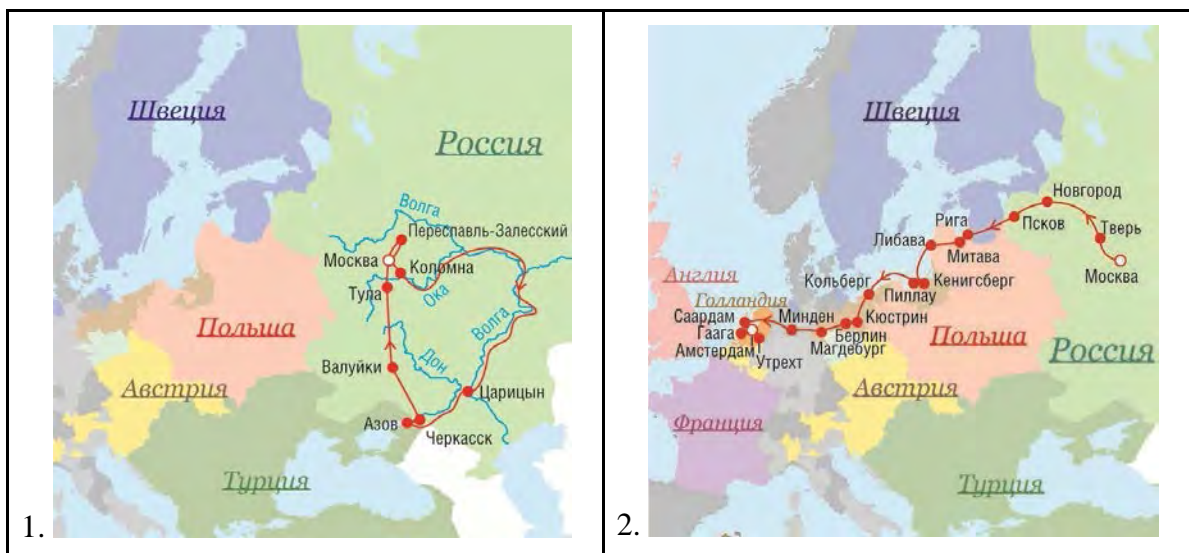 Швеция
Россия
Волга
Переславль-Залесский
Москва
Коломна
Тула
Ока
Волга
Польша
Дон
Валуйки
Австрия
Царицын
Азов
Черкасск
Турция
1.
Швеция
Новгород
Псков
Рига
Тверь
Либава
Митава
Москва
Англия
Кольберг
Кенигсберг
Пиллау
Голландия
Саардам
Минден
Кюстрин
Гаага
Берлин
Польша
Амстердам
Магдебург
Утрехт
Россия
Австрия
Франция
Турция
2.